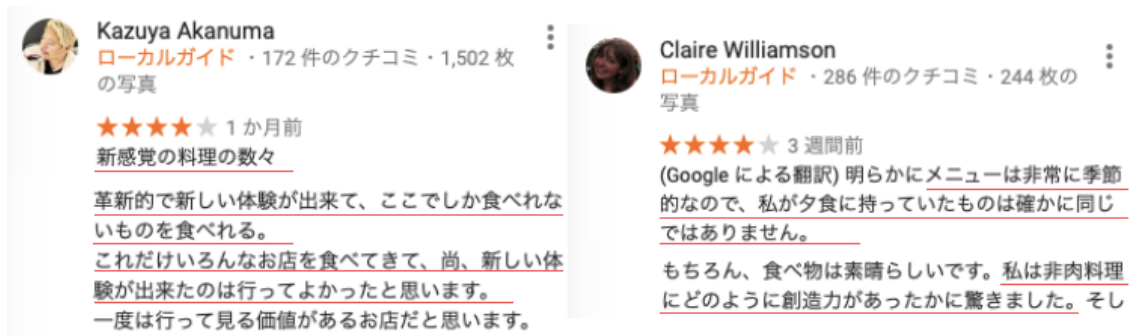 Kazuya Akanuma
ローカルガイド ・172 件のクチコミ・1,502 枚
の写真
1 か月前
新感覚の料理の数々
革新的で新しい体験が出来て、ここでしか食べれな
いものを食べれる。
これだけいろんなお店を食べてきて、尚、新しい体
験が出来たのは行ってよかったと思います。
一度は行って見る価値があるお店だと思います。
Claire Williamson
ローカルガイド ・286 件のクチコミ・244 枚の
写真
3 週間前
(Google による翻訳) 明らかにメニューは非常に季節
的なので、私が夕食に持っていたものは確かに同じ
ではありません。
もちろん、食べ物は素晴らしいです。私は非肉料理
にどのように創造力があったかに驚きました。そし